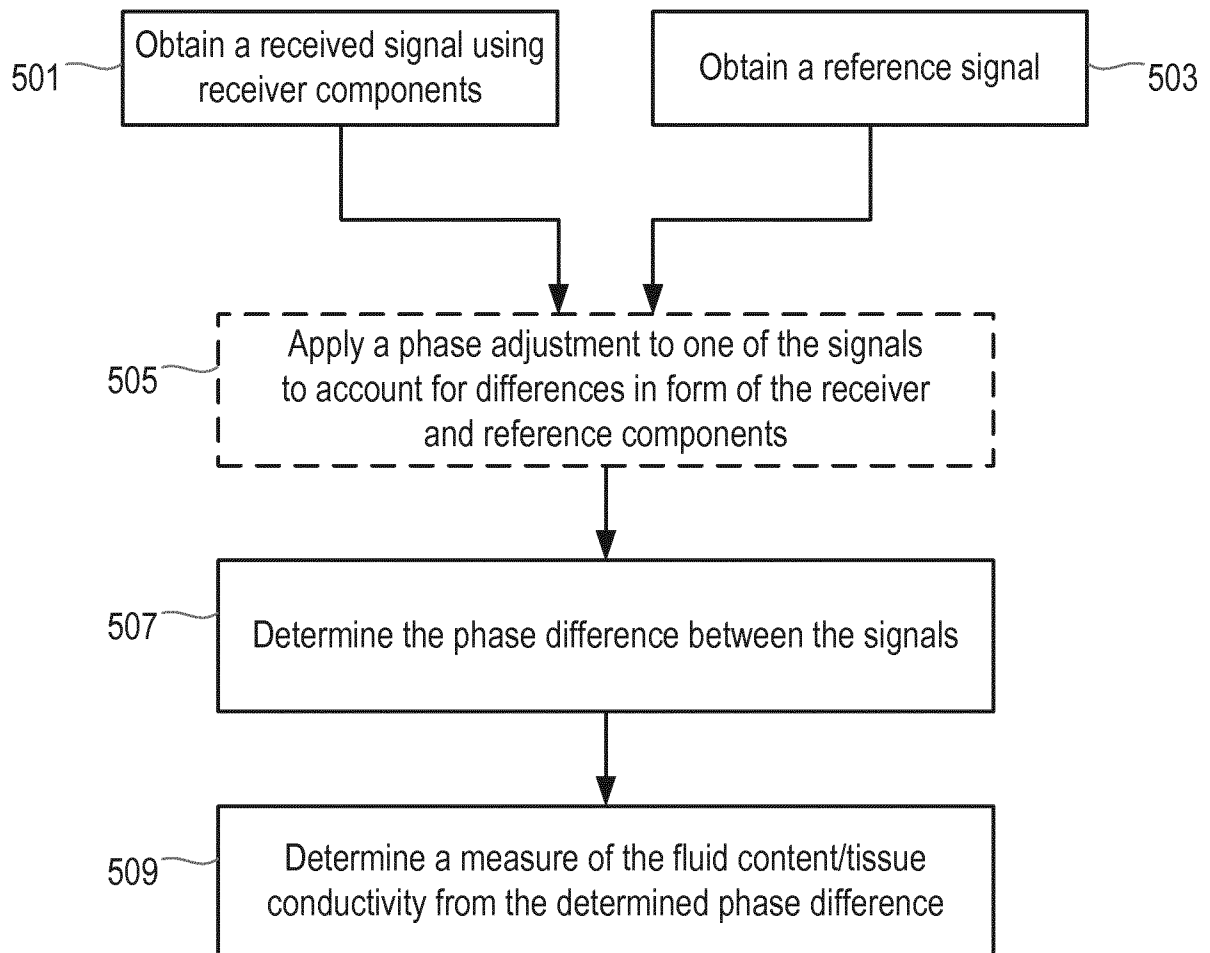 501
Obtain a received signal using
receiver components
Obtain a reference signal
503
505
Apply a phase adjustment to one of the signals
to account for differences in form of the receiver
and reference components
507
Determine the phase difference between the signals
509
Determine a measure of the fluid content/tissue
conductivity from the determined phase difference